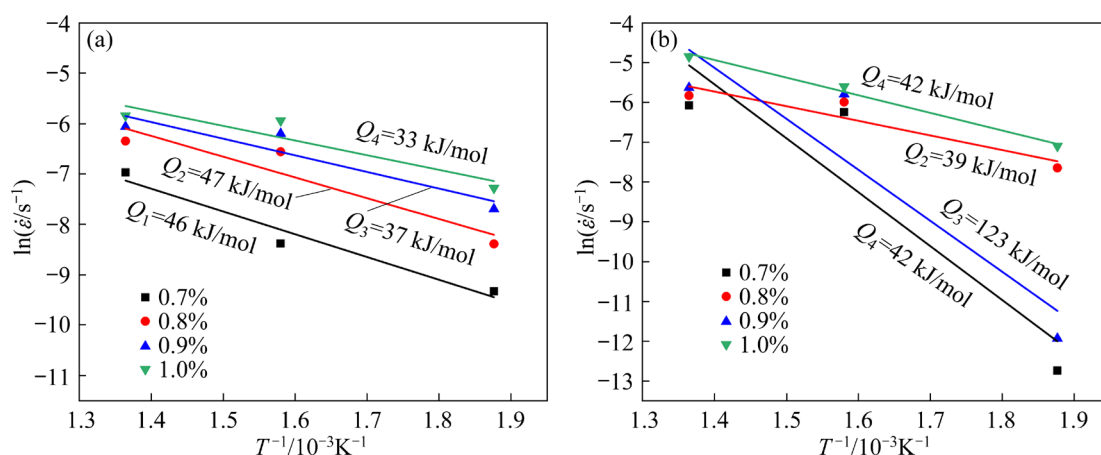 (a)
−4
−5
−6
−7
−8
−9
−10
−11
ln(ε̇/s⁻¹)
Q₄=33 kJ/mol
Q₂=47 kJ/mol
Q₃=37 kJ/mol
Q₁=46 kJ/mol
0.7%
0.8%
0.9%
1.0%
1.3 1.4 1.5 1.6 1.7 1.8 1.9
T⁻¹/10⁻³K⁻¹
(b)
−4
−5
−6
−7
−8
−9
−10
−11
−12
−13
ln(ε̇/s⁻¹)
Q₄=42 kJ/mol
Q₂=39 kJ/mol
Q₃=123 kJ/mol
Q₄=42 kJ/mol
0.7%
0.8%
0.9%
1.0%
1.3 1.4 1.5 1.6 1.7 1.8 1.9
T⁻¹/10⁻³K⁻¹